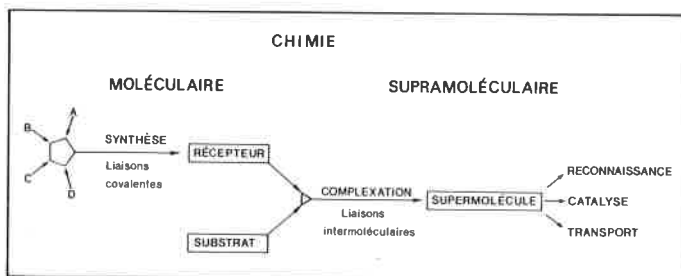 CHIMIE
MOLÉCULAIRE
SUPRAMOLÉCULAIRE
A
B
C
D
SYNTHÈSE
Liaisons
covalentes
RÉCEPTEUR
SUBSTRAT
COMPLEXATION
Liaisons
intermoléculaires
SUPERMOLÉCULE
RECONNAISSANCE
CATALYSE
TRANSPORT